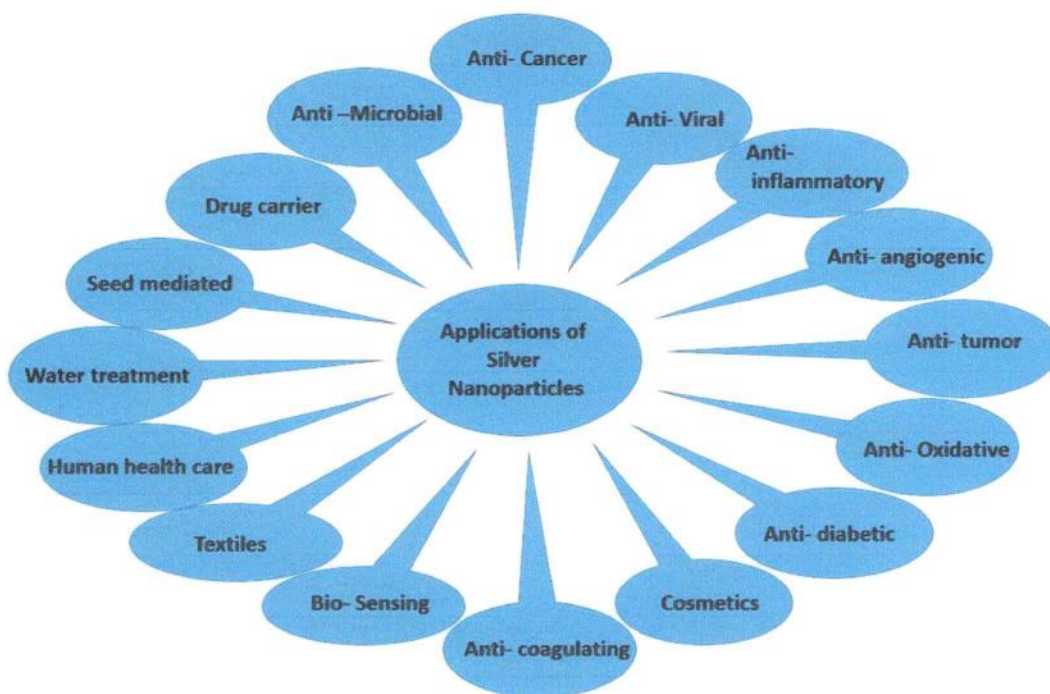 Anti- Cancer
Anti- Viral
Anti-
inflammatory
Anti- angiogenic
Anti- tumor
Anti- Oxidative
Anti- diabetic
Cosmetics
Anti- coagulating
Bio- Sensing
Textiles
Human health care
Water treatment
Seed mediated
Drug carrier
Anti –Microbial
Applications of
Silver
Nanoparticles